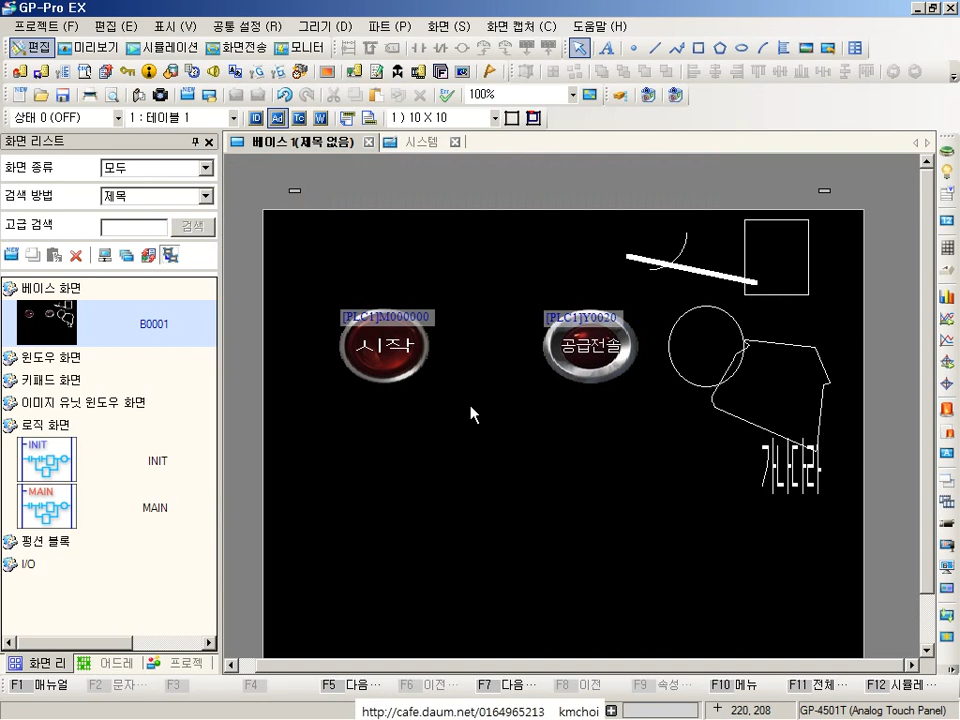 GP-Pro EX
프로젝트 (F) 편집 (E) 표시 (V) 공통 설정 (R) 그리기 (D) 파트 (P) 화면 (S) 화면 캡처 (C) 도움말 (H)
편집 미리보기 시뮬레이션 화면전송 모니터
100%
상태 0 (OFF) 1 : 테이블 1 ID Ad Tc W 1 ) 10 X 10
화면 리스트
베이스 1(제목 없음) 시스템
화면 종류 모두
검색 방법 제목
고급 검색 검색
베이스 화면
B0001
윈도우 화면
키패드 화면
이미지 유닛 윈도우 화면
로직 화면
INIT INIT
MAIN MAIN
펑션 블록
I/O
[PLC1]M000000
시작
[PLC1]Y0020
공급전솔
화면 리 어드레 프로젝
F1 매뉴얼 F2 문자… F3 F4 F5 다음… F6 이전… F7 다음… F8 이전 F9 속성… F10 메뉴 F11 전체… F12 시뮬레…
http://cafe.daum.net/0164965213 kmchoi 220, 208 GP-4501T (Analog Touch Panel)